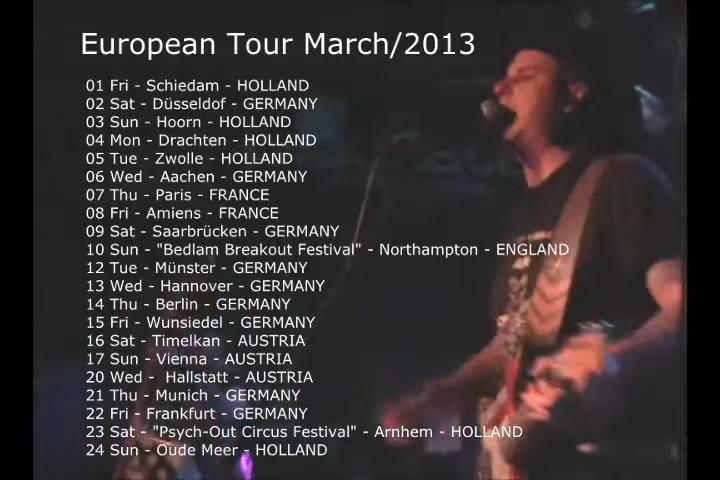 European Tour March/2013
01 Fri - Schiedam - HOLLAND
02 Sat - Düsseldof - GERMANY
03 Sun - Hoorn - HOLLAND
04 Mon - Drachten - HOLLAND
05 Tue - Zwolle - HOLLAND
06 Wed - Aachen - GERMANY
07 Thu - Paris - FRANCE
08 Fri - Amiens - FRANCE
09 Sat - Saarbrücken - GERMANY
10 Sun - "Bedlam Breakout Festival" - Northampton - ENGLAND
12 Tue - Münster - GERMANY
13 Wed - Hannover - GERMANY
14 Thu - Berlin - GERMANY
15 Fri - Wunsiedel - GERMANY
16 Sat - Timelkan - AUSTRIA
17 Sun - Vienna - AUSTRIA
20 Wed -  Hallstatt - AUSTRIA
21 Thu - Munich - GERMANY
22 Fri - Frankfurt - GERMANY
23 Sat - "Psych-Out Circus Festival" - Arnhem - HOLLAND
24 Sun - Oude Meer - HOLLAND